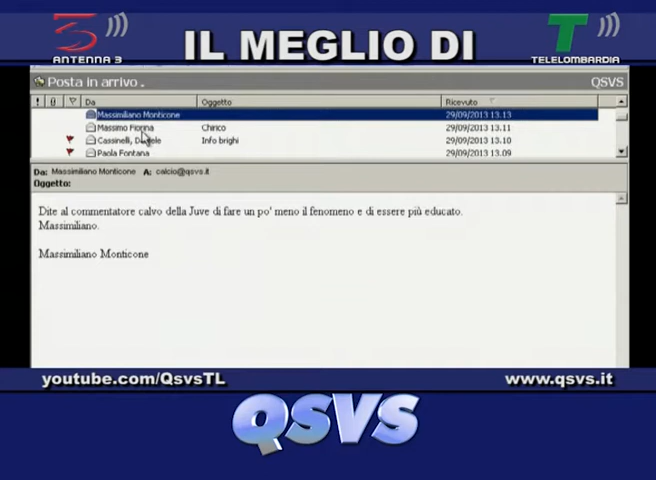 3
ANTENNA 3
IL MEGLIO DI
T
TELELOMBARDIA
Posta in arrivo .
QSVS
! Da Oggetto Ricevuto
Massimiliano Monticone 29/09/2013 13.13
Massimo Fiorina Chirico 29/09/2013 13.11
Cassinelli, Daniele Info brighi 29/09/2013 13.10
Paola Fontana 29/09/2013 13.09
Da: Massimiliano Monticone A: calcio@qsvs.it
Oggetto:
Dite al commentatore calvo della Juve di fare un po' meno il fenomeno e di essere più educato.
Massimiliano.
Massimiliano Monticone
youtube.com/QsvsTL
www.qsvs.it
QSVS